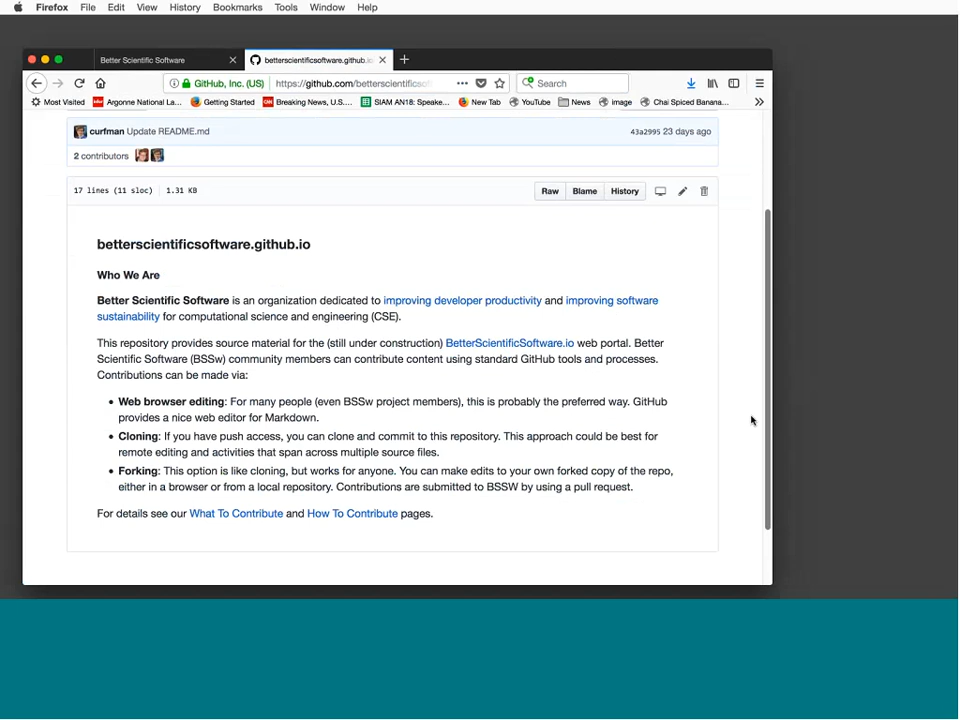 Firefox File Edit View History Bookmarks Tools Window Help
Better Scientific Software betterscientificsoftware.github.io
GitHub, Inc. (US) https://github.com/betterscientificso Search
Most Visited Argonne National La... Getting Started Breaking News, U.S.... SIAM AN18: Speake... New Tab YouTube News image Chai Spiced Banana...
curfman Update README.md 43a2995 23 days ago
2 contributors
17 lines (11 sloc) 1.31 KB Raw Blame History
betterscientificsoftware.github.io
Who We Are
Better Scientific Software is an organization dedicated to improving developer productivity and improving software
sustainability for computational science and engineering (CSE).
This repository provides source material for the (still under construction) BetterScientificSoftware.io web portal. Better
Scientific Software (BSSw) community members can contribute content using standard GitHub tools and processes.
Contributions can be made via:
• Web browser editing: For many people (even BSSw project members), this is probably the preferred way. GitHub
provides a nice web editor for Markdown.
• Cloning: If you have push access, you can clone and commit to this repository. This approach could be best for
remote editing and activities that span across multiple source files.
• Forking: This option is like cloning, but works for anyone. You can make edits to your own forked copy of the repo,
either in a browser or from a local repository. Contributions are submitted to BSSW by using a pull request.
For details see our What To Contribute and How To Contribute pages.